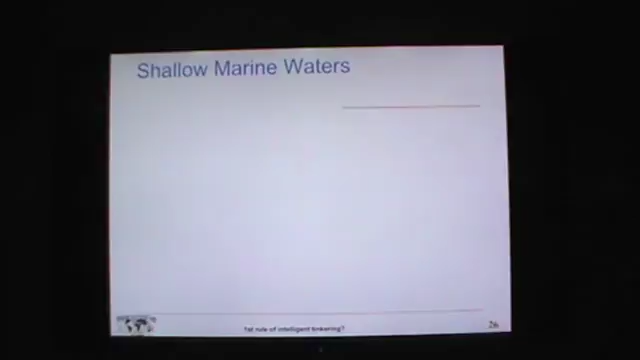 Shallow Marine Waters
1st rule of intelligent tinkering?
26